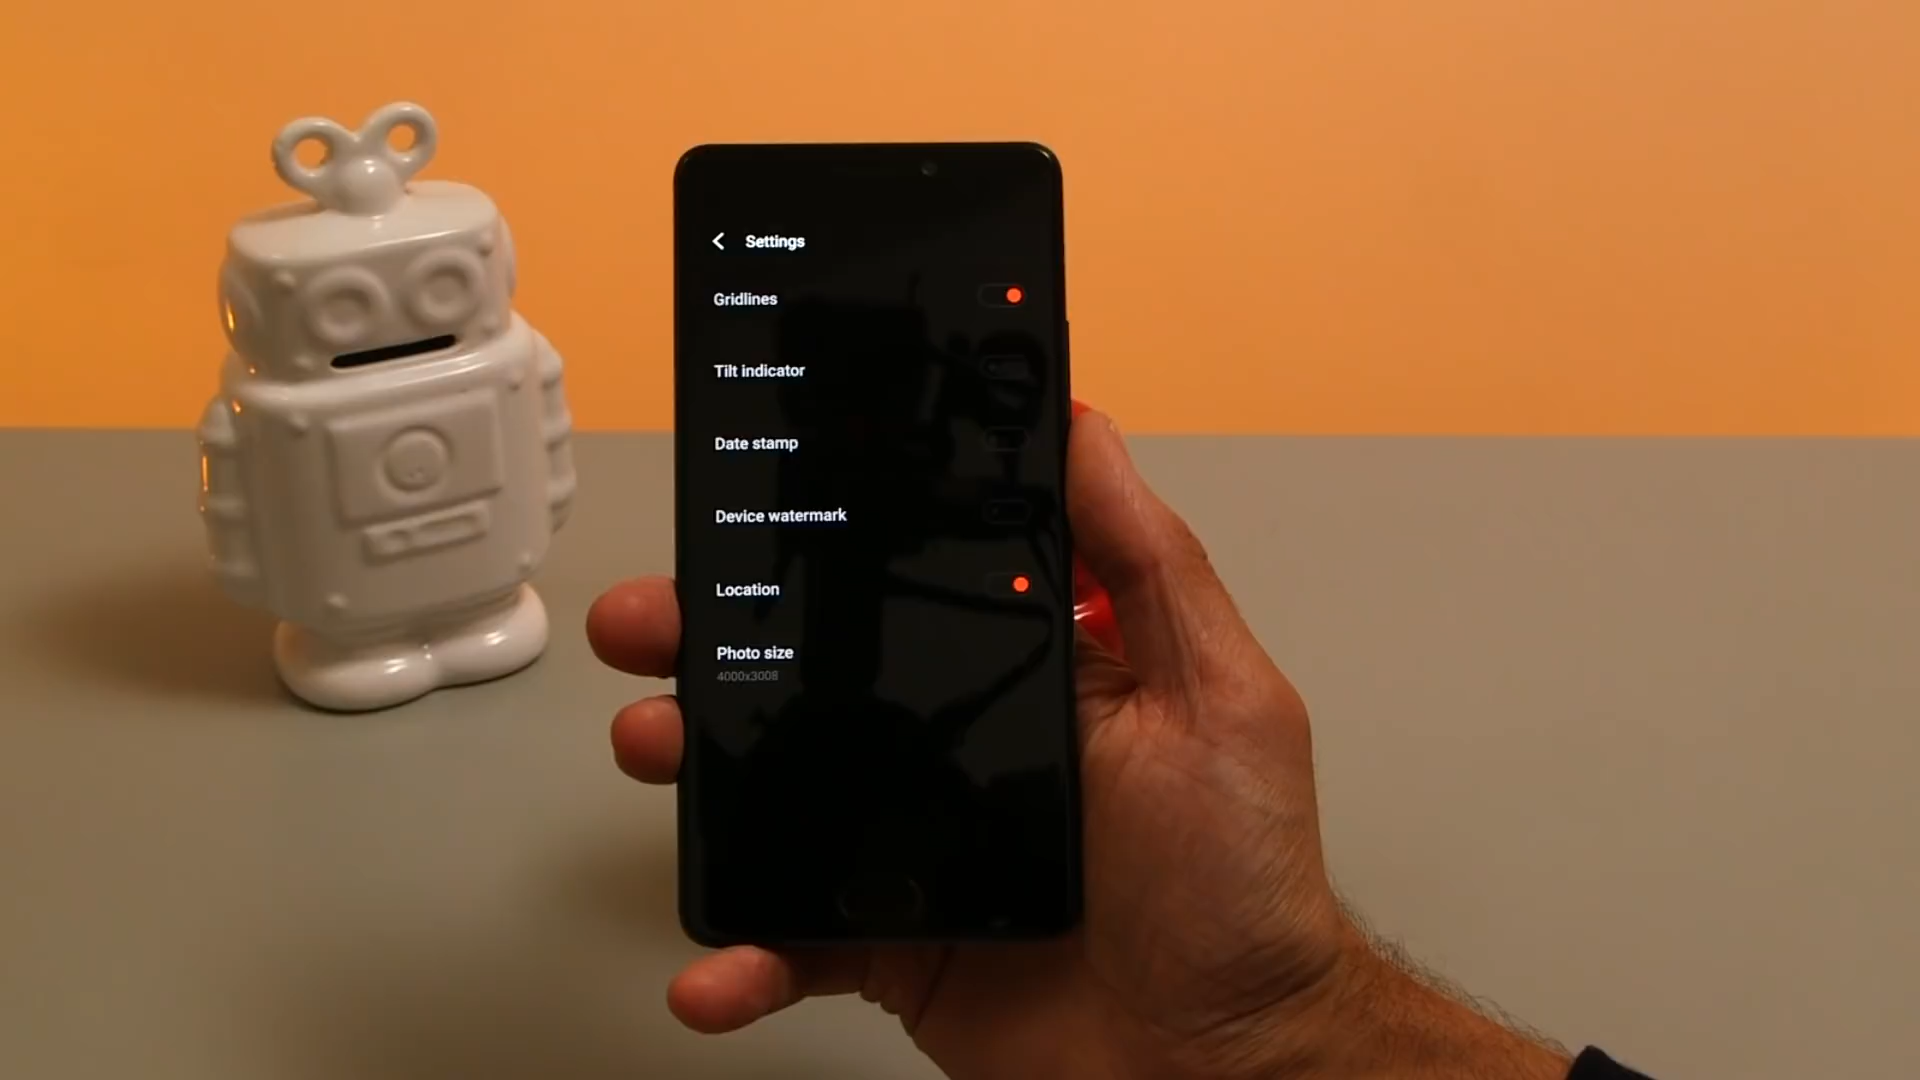 Settings
Gridlines
Tilt indicator
Date stamp
Device watermark
Location
Photo size
4000x3008